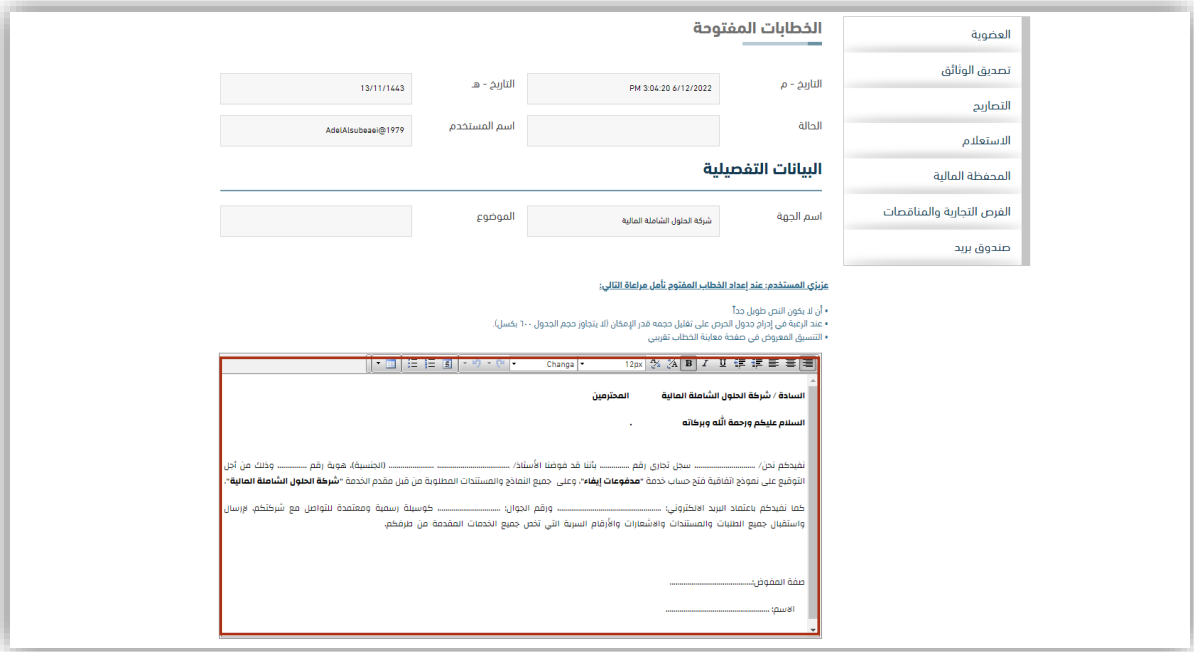 الخطابات المفتوحة
العضوية
تصديق الوثائق
التصاريح
الاستعلام
المحفظة المالية
الفرص التجارية والمناقصات
صندوق بريد
التاريخ - م
6/12/2022 3:04:20 PM
التاريخ - هـ
13/11/1443
الحالة
اسم المستخدم
AdelAlsubeaei@1979
البيانات التفصيلية
اسم الجهة
شركة الحلول الشاملة المالية
الموضوع
عزيزي المستخدم: عند إعداد الخطاب المفتوح نأمل مراعاة التالي:
• أن لا يكون النص طويل جداً
• عند الرغبة في إدراج جدول الحرص على تقليل حجمه قدر الإمكان (لا يتجاوز حجم الجدول ٦٠٠ بكسل).
• التنسيق المعروض في صفحة معاينة الخطاب تقريبي
Changa 12px B I U
السادة / شركة الحلول الشاملة المالية المحترمين
السلام عليكم ورحمة الله وبركاته .
نفيدكم نحن/ .............................. سجل تجاري رقم .............. بأننا قد فوضنا الأستاذ/ .................................... ...................... (الجنسية)، هوية رقم .............. وذلك من أجل
التوقيع على نموذج اتفاقية فتح حساب خدمة "مدفوعات إيفاء"، وعلى جميع النماذج والمستندات المطلوبة من قبل مقدم الخدمة "شركة الحلول الشاملة المالية".
كما نفيدكم باعتماد البريد الالكتروني: .................................................. ورقم الجوال: ............................... كوسيلة رسمية ومعتمدة للتواصل مع شركتكم، لإرسال
واستقبال جميع الطلبات والمستندات والاشعارات والأرقام السرية التي تخص جميع الخدمات المقدمة من طرفكم.
صفة المفوض:........................................
الاسم: ..................................................